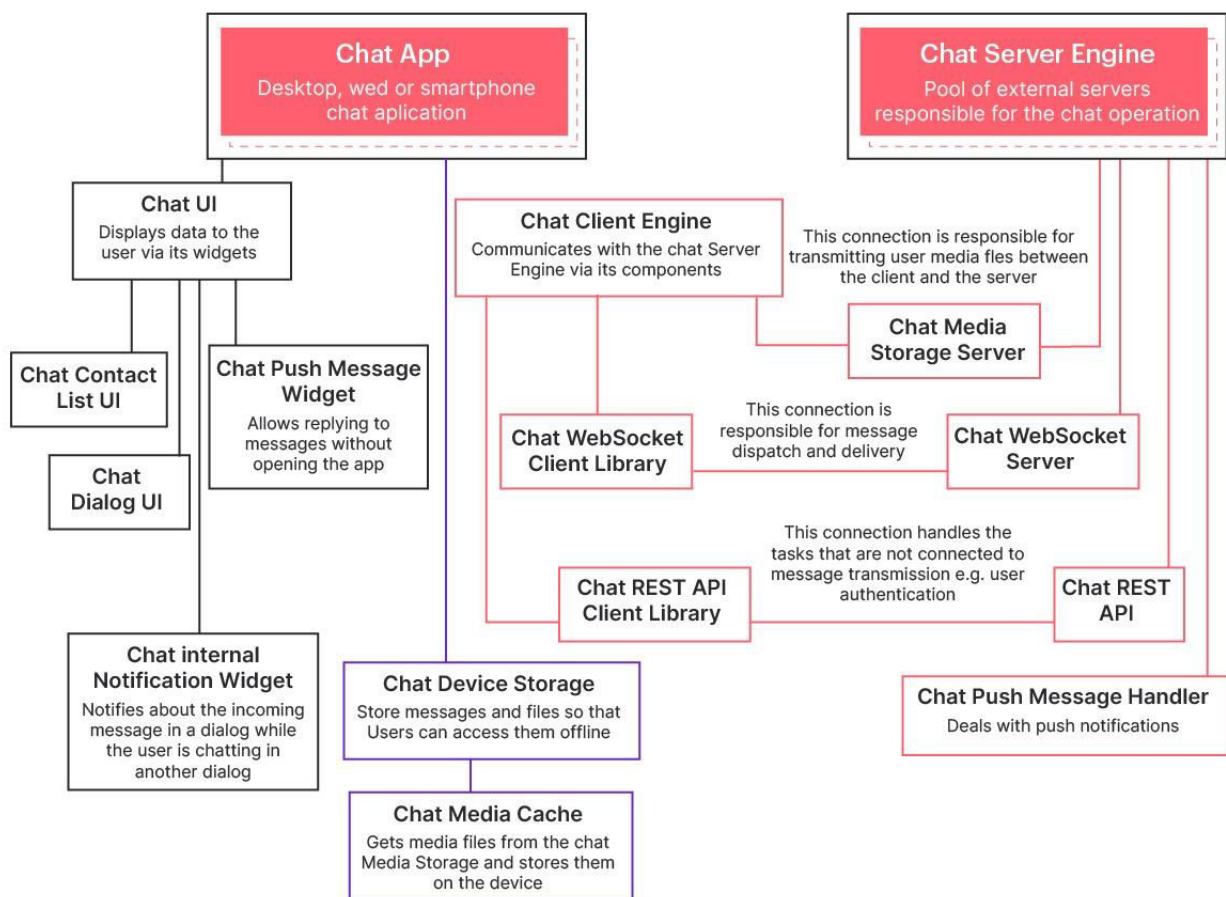 Chat App
Desktop, wed or smartphone
chat aplication
Chat Server Engine
Pool of external servers
responsible for the chat operation
Chat UI
Displays data to the
user via its widgets
Chat Client Engine
Communicates with the chat Server
Engine via its components
This connection is responsible for
transmitting user media fles between
the client and the server
Chat Media
Storage Server
Chat Contact
List UI
Chat Push Message
Widget
Allows replying to
messages without
opening the app
Chat
Dialog UI
Chat WebSocket
Client Library
This connection is
responsible for message
dispatch and delivery
Chat WebSocket
Server
This connection handles the
tasks that are not connected to
message transmission e.g. user
authentication
Chat REST API
Client Library
Chat REST
API
Chat internal
Notification Widget
Notifies about the incoming
message in a dialog while
the user is chatting in
another dialog
Chat Device Storage
Store messages and files so that
Users can access them offline
Chat Push Message Handler
Deals with push notifications
Chat Media Cache
Gets media files from the chat
Media Storage and stores them
on the device